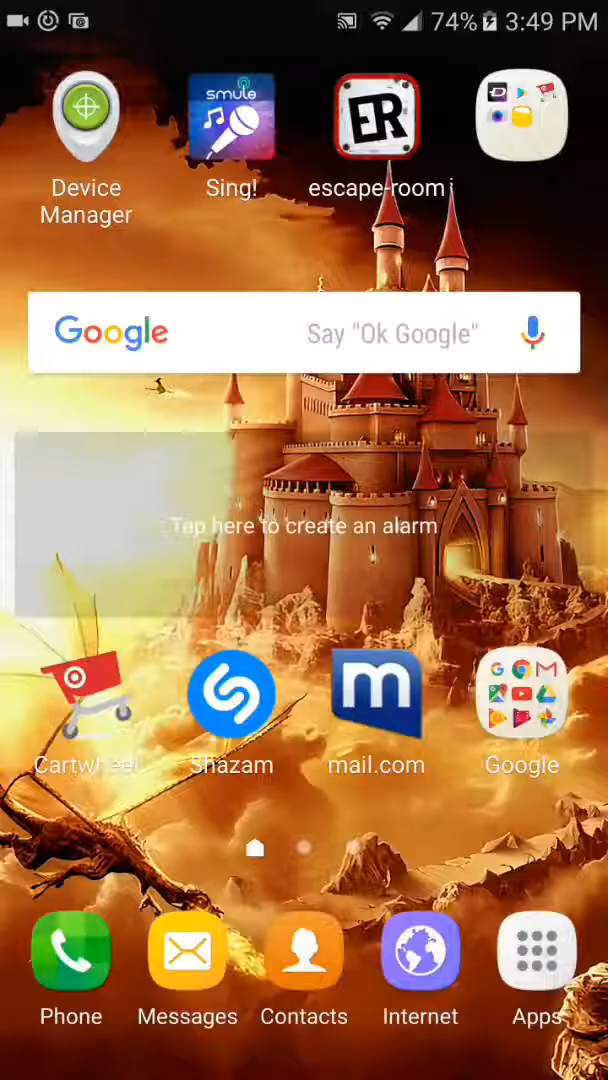 74% 3:49 PM
smule
ER
Device
Manager
Sing!
escape-room
Google
Say "Ok Google"
Tap here to create an alarm
m
Cartwheel
Shazam
mail.com
Google
Phone
Messages
Contacts
Internet
Apps